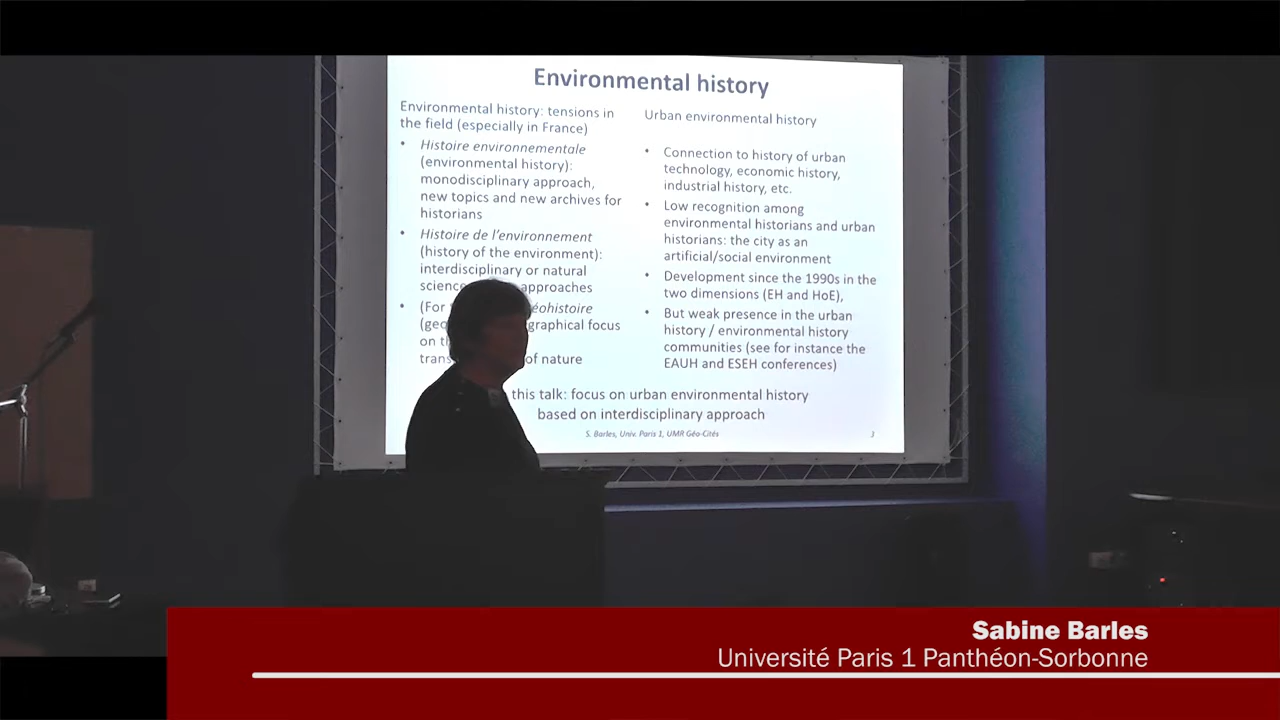 Environmental history
Environmental history: tensions in
the field (especially in France)
• Histoire environnementale
(environmental history):
monodisciplinary approach,
new topics and new archives for
historians
• Histoire de l'environnement
(history of the environment):
interdisciplinary or natural
approaches
• (For
(geo graphical focus
on
of nature
Urban environmental history
• Connection to history of urban
technology, economic history,
industrial history, etc.
• Low recognition among
environmental historians and urban
historians: the city as an
artificial/social environment
• Development since the 1990s in the
two dimensions (EH and HoE),
• But weak presence in the urban
history / environmental history
communities (see for instance the
EAUH and ESEH conferences)
this talk: focus on urban environmental history
based on interdisciplinary approach
S. Barles, Univ. Paris 1, UMR Géo-Cités
3
Sabine Barles
Université Paris 1 Panthéon-Sorbonne